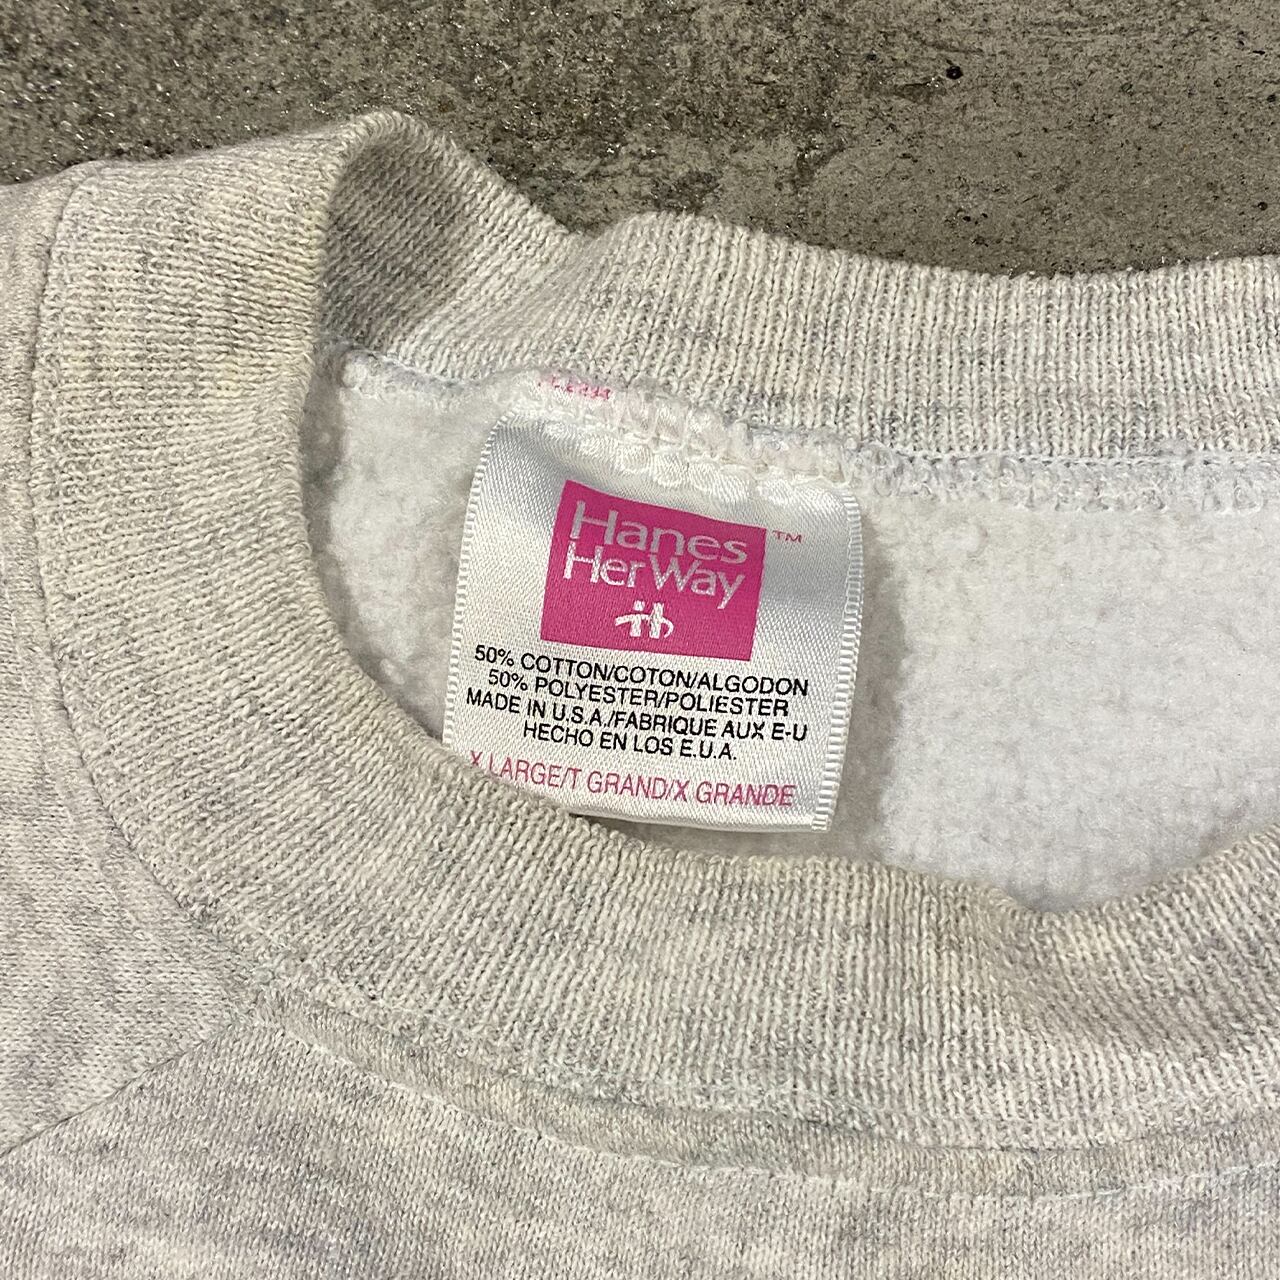 Hanes
HerWay
TM
50% COTTON/COTON/ALGODON
50% POLYESTER/POLIESTER
MADE IN U.S.A./FABRIQUE AUX E-U
HECHO EN LOS E.U.A.
X LARGE/T GRAND/X GRANDE